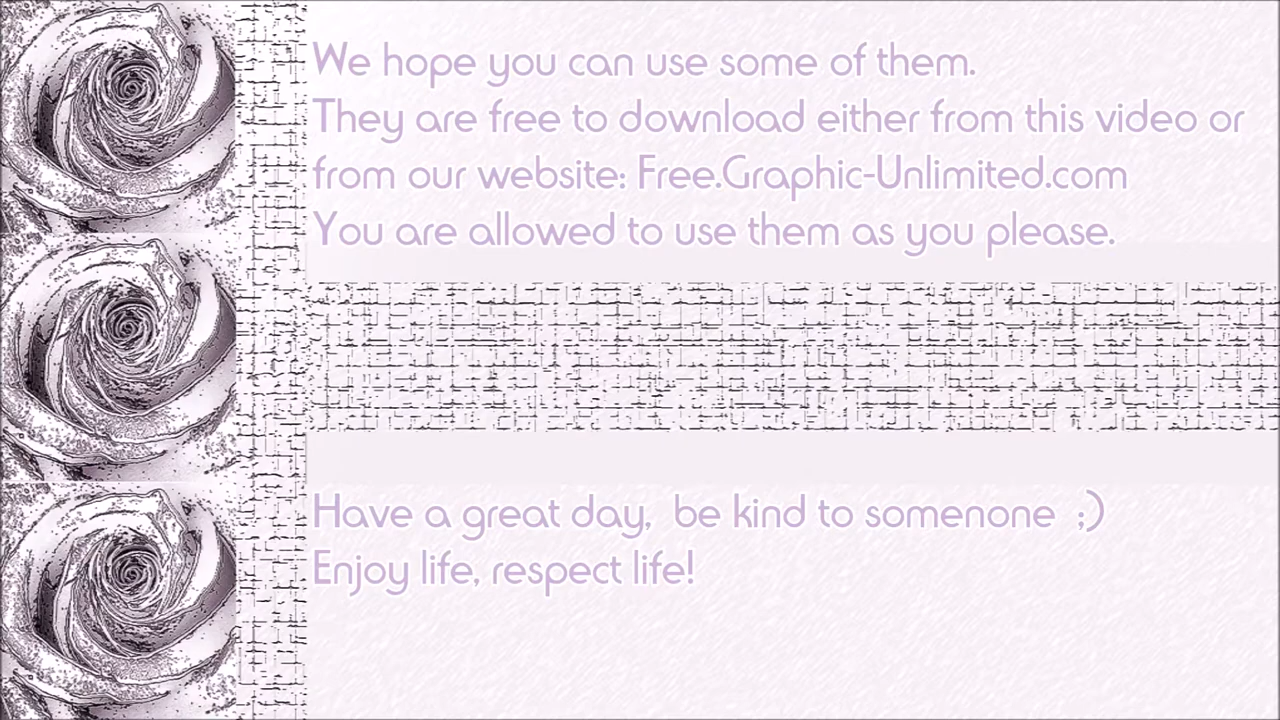 We hope you can use some of them.
They are free to download either from this video or
from our website: Free.Graphic-Unlimited.com
You are allowed to use them as you please.
Have a great day, be kind to somenone ;)
Enjoy life, respect life!